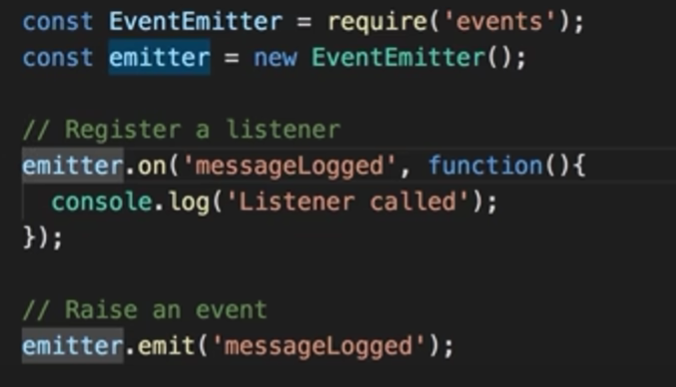 const EventEmitter = require('events');
const emitter = new EventEmitter();
// Register a listener
emitter.on('messageLogged', function(){
console.log('Listener called');
});
// Raise an event
emitter.emit('messageLogged');